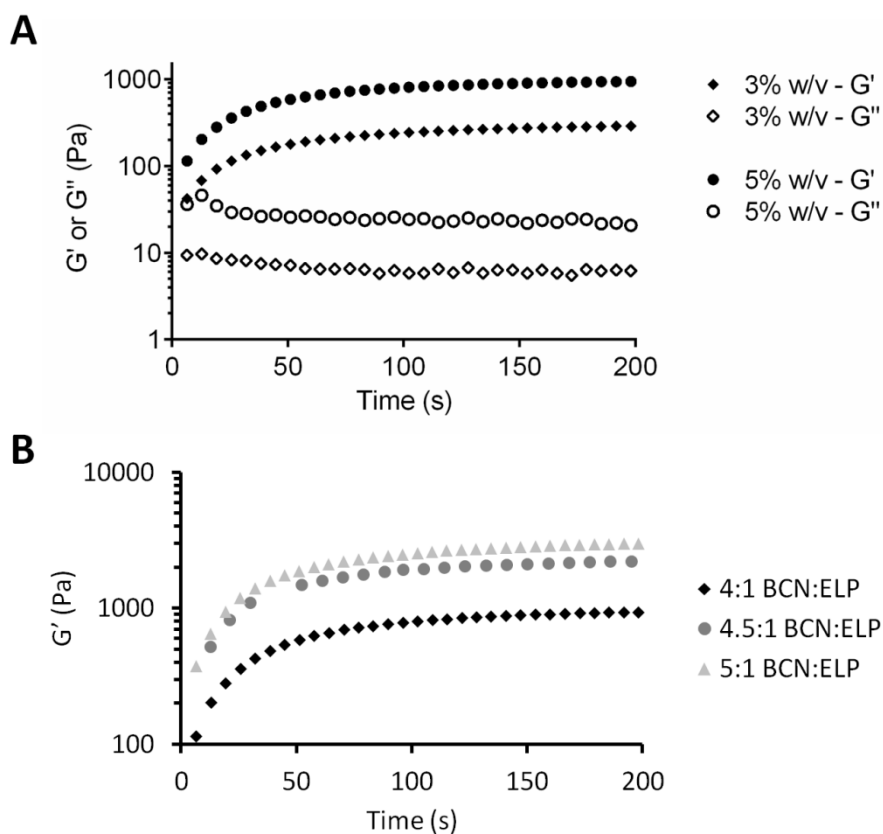 A
G' or G" (Pa)
1000
100
10
1
0 50 100 150 200
Time (s)
3% w/v - G'
3% w/v - G"
5% w/v - G'
5% w/v - G"
B
G’ (Pa)
10000
1000
100
0 50 100 150 200
Time (s)
4:1 BCN:ELP
4.5:1 BCN:ELP
5:1 BCN:ELP